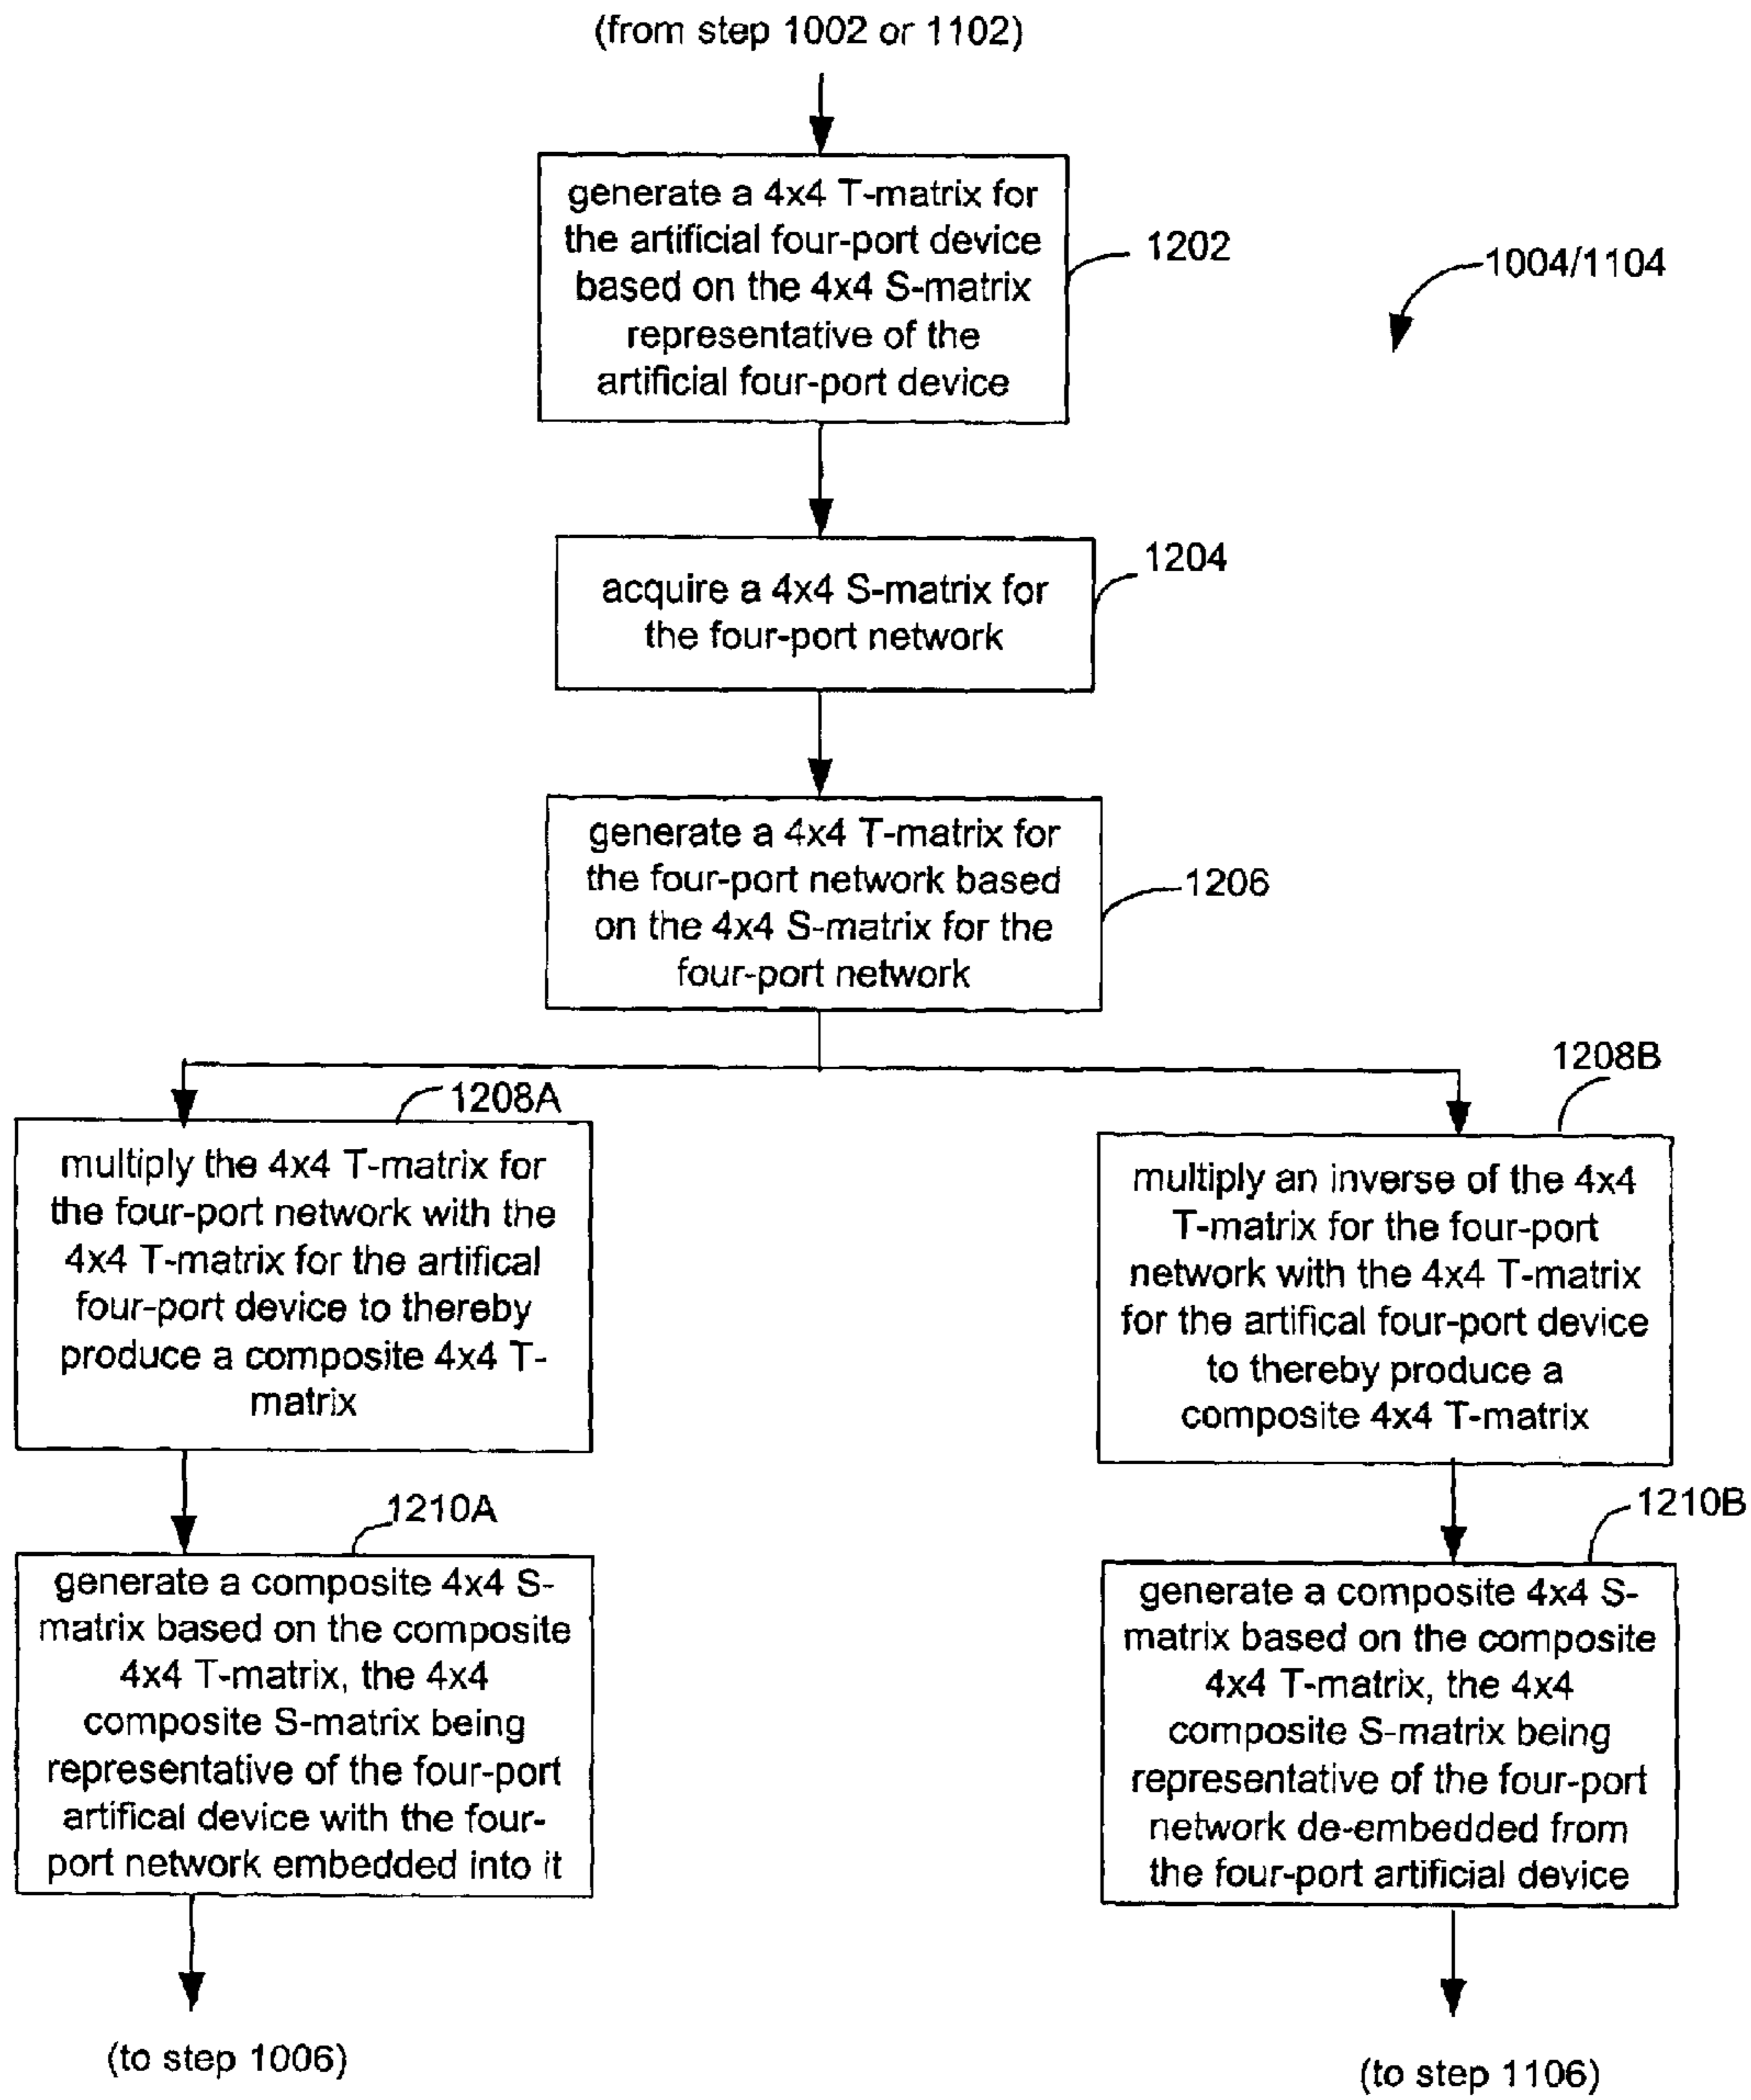 (from step 1002 or 1102)
generate a 4x4 T-matrix for
the artificial four-port device
based on the 4x4 S-matrix
representative of the
artificial four-port device
1202
1004/1104
acquire a 4x4 S-matrix for
the four-port network
1204
generate a 4x4 T-matrix for
the four-port network based
on the 4x4 S-matrix for the
four-port network
1206
1208A
multiply the 4x4 T-matrix for
the four-port network with the
4x4 T-matrix for the artifical
four-port device to thereby
produce a composite 4x4 T-
matrix
1208B
multiply an inverse of the 4x4
T-matrix for the four-port
network with the 4x4 T-matrix
for the artifical four-port device
to thereby produce a
composite 4x4 T-matrix
1210A
generate a composite 4x4 S-
matrix based on the composite
4x4 T-matrix, the 4x4
composite S-matrix being
representative of the four-port
artifical device with the four-
port network embedded into it
1210B
generate a composite 4x4 S-
matrix based on the composite
4x4 T-matrix, the 4x4
composite S-matrix being
representative of the four-port
network de-embedded from
the four-port artificial device
(to step 1006)
(to step 1106)